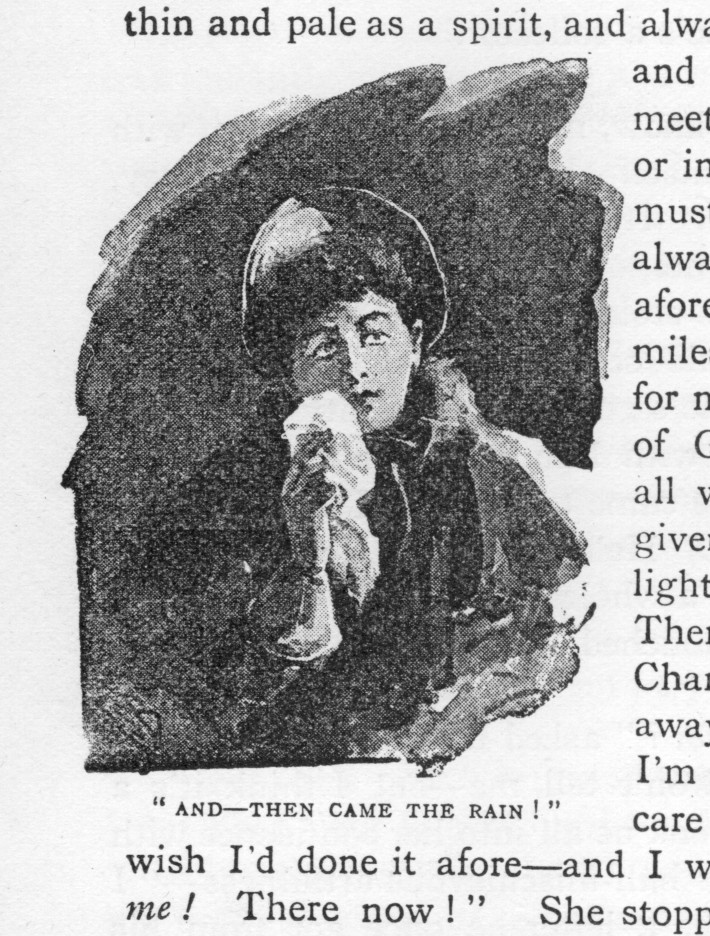 thin and pale as a spirit, and alwa
and
meet
or in
must
alwa
afore
mile
for n
of G
all v
given
light
Ther
Char
away
I'm
care
“ AND—THEN CAME THE RAIN ! ”
wish I'd done it afore—and I w
me ! There now ! ” She stopp